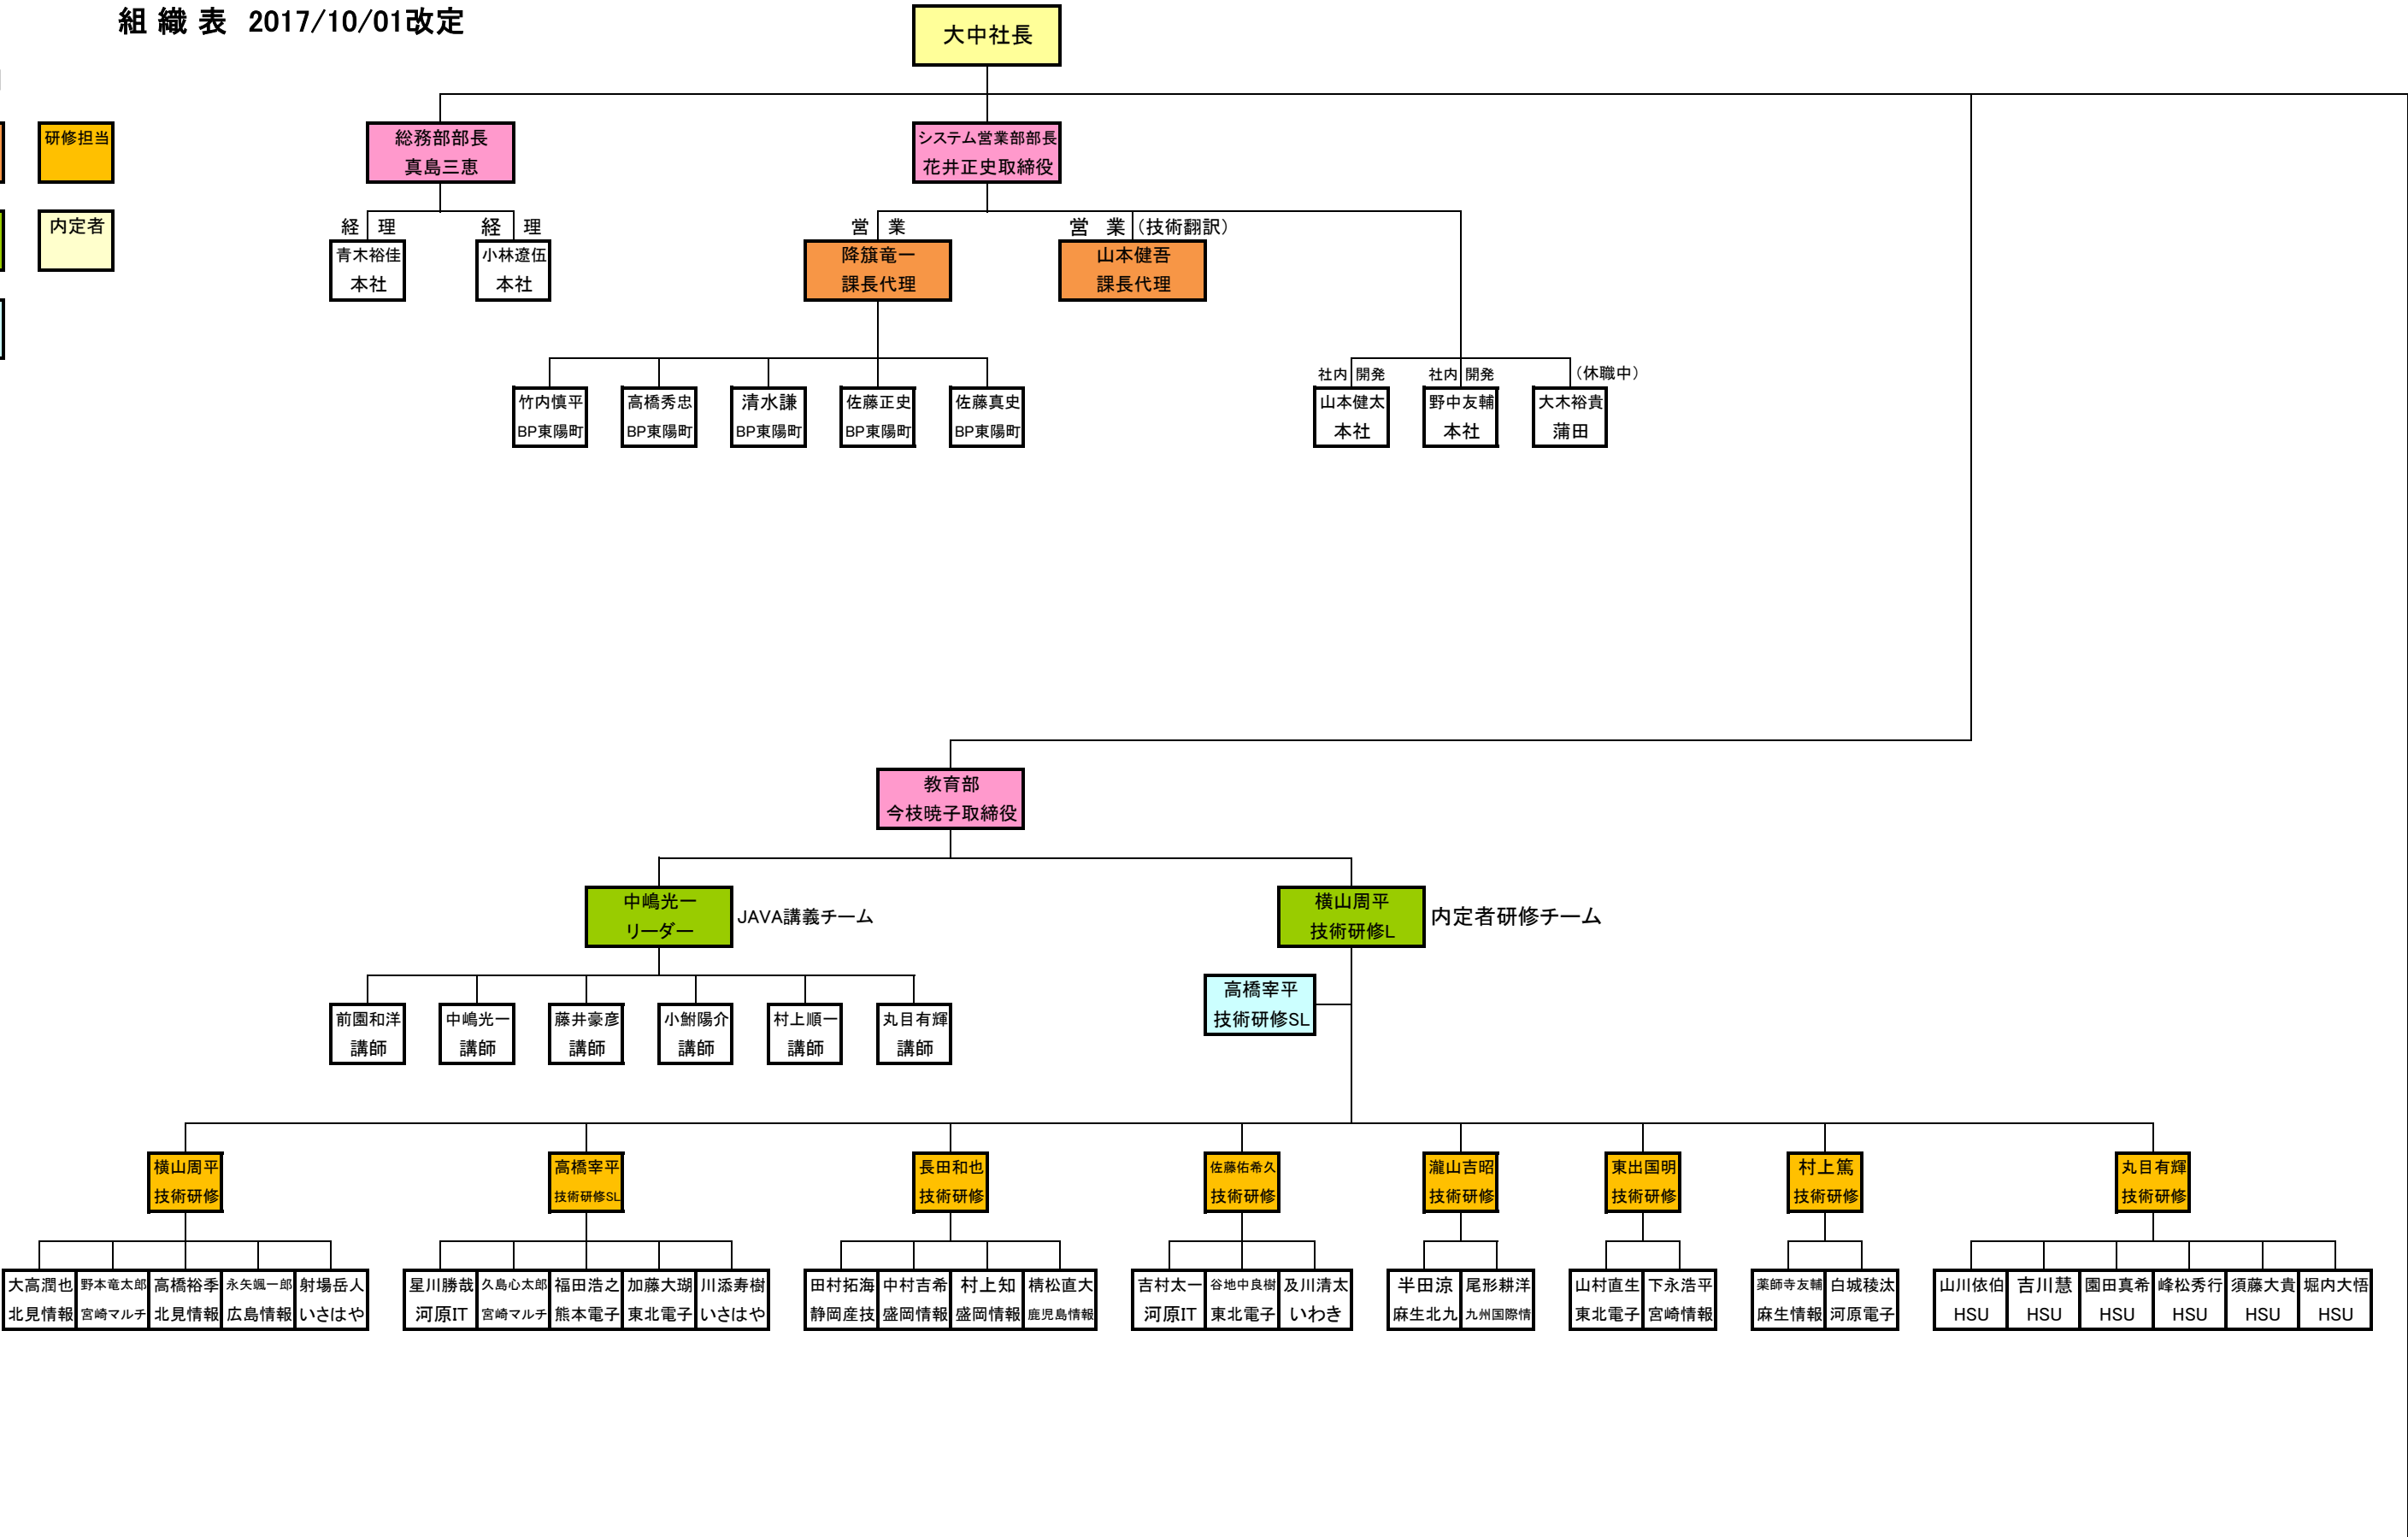 組 織 表 2017/10/01改定
大中社長
研修担当
内定者
総務部部長
真島三恵
システム営業部部長
花井正史取締役
経 理
青木裕佳
本社
経 理
小林遼伍
本社
営 業
降籏竜一
課長代理
営 業（技術翻訳）
山本健吾
課長代理
竹内慎平
BP東陽町
高橋秀忠
BP東陽町
清水謙
BP東陽町
佐藤正史
BP東陽町
佐藤真史
BP東陽町
社内 開発
山本健太
本社
社内 開発
野中友輔
本社
（休職中）
大木裕貴
蒲田
教育部
今枝暁子取締役
中嶋光一
リーダー
JAVA講義チーム
横山周平
技術研修L
内定者研修チーム
高橋宰平
技術研修SL
前園和洋
講師
中嶋光一
講師
藤井豪彦
講師
小鮒陽介
講師
村上順一
講師
丸目有輝
講師
横山周平
技術研修
高橋宰平
技術研修SL
長田和也
技術研修
佐藤佑希久
技術研修
瀧山吉昭
技術研修
東出国明
技術研修
村上篤
技術研修
丸目有輝
技術研修
大高潤也
北見情報
野本竜太郎
宮崎マルチ
高橋裕季
北見情報
永矢颯一郎
広島情報
射場岳人
いさはや
星川勝哉
河原IT
久島心太郎
宮崎マルチ
福田浩之
熊本電子
加藤大瑚
東北電子
川添寿樹
いさはや
田村拓海
静岡産技
中村吉希
盛岡情報
村上知
盛岡情報
楮松直大
鹿児島情報
吉村太一
河原IT
谷地中良樹
東北電子
及川清太
いわき
半田涼
麻生北九
尾形耕洋
九州国際情
山村直生
東北電子
下永浩平
宮崎情報
薬師寺友輔
麻生情報
白城稜汰
河原電子
山川依伯
HSU
吉川慧
HSU
園田真希
HSU
峰松秀行
HSU
須藤大貴
HSU
堀内大悟
HSU